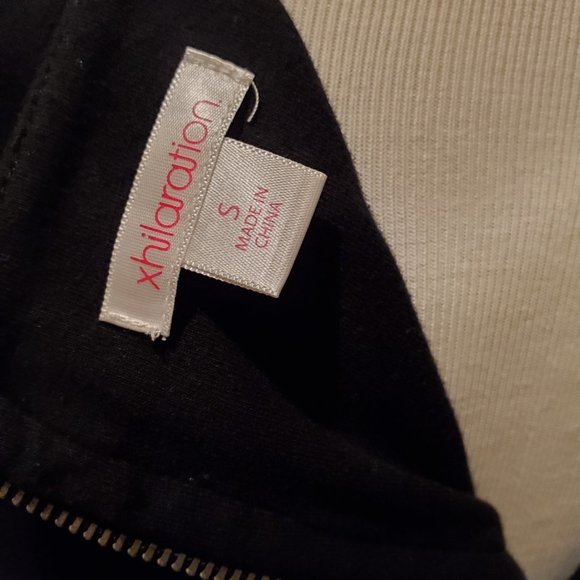 xhilaration.
S
MADE IN
CHINA